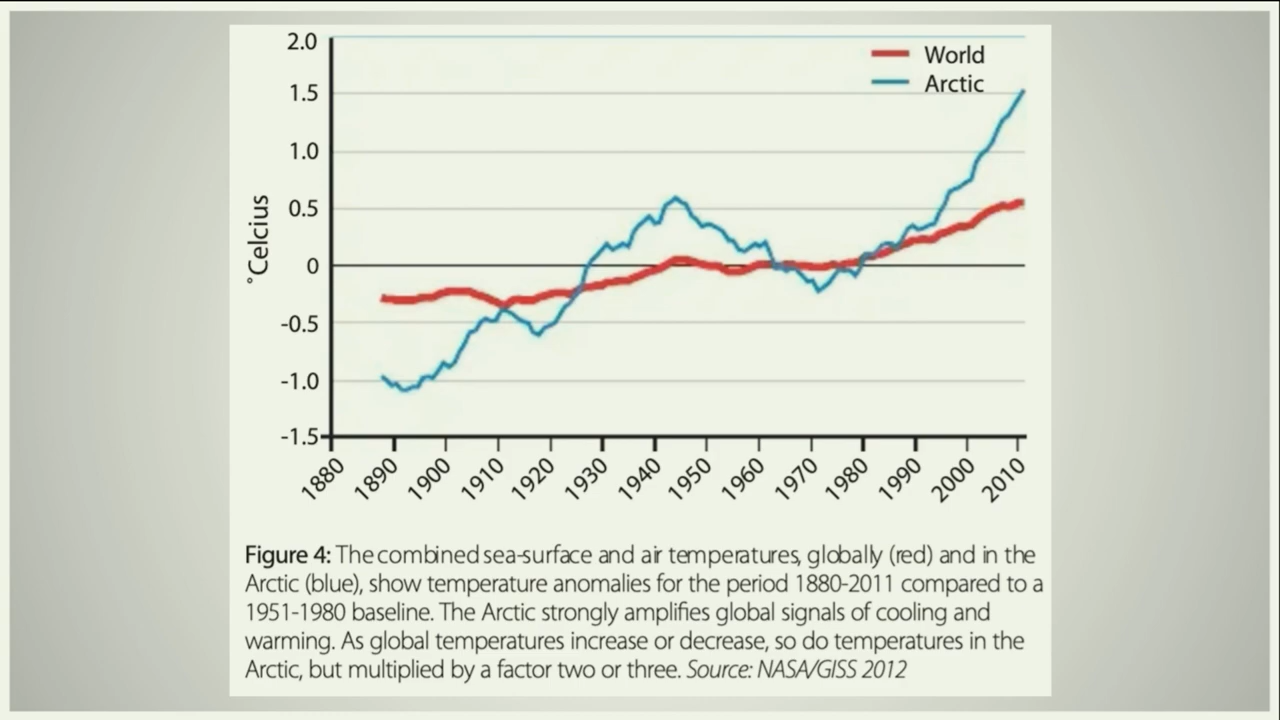 2.0
World
Arctic
1.5
1.0
0.5
0
-0.5
-1.0
-1.5
°Celcius
1880 1890 1900 1910 1920 1930 1940 1950 1960 1970 1980 1990 2000 2010
Figure 4: The combined sea-surface and air temperatures, globally (red) and in the
Arctic (blue), show temperature anomalies for the period 1880-2011 compared to a
1951-1980 baseline. The Arctic strongly amplifies global signals of cooling and
warming. As global temperatures increase or decrease, so do temperatures in the
Arctic, but multiplied by a factor two or three. Source: NASA/GISS 2012